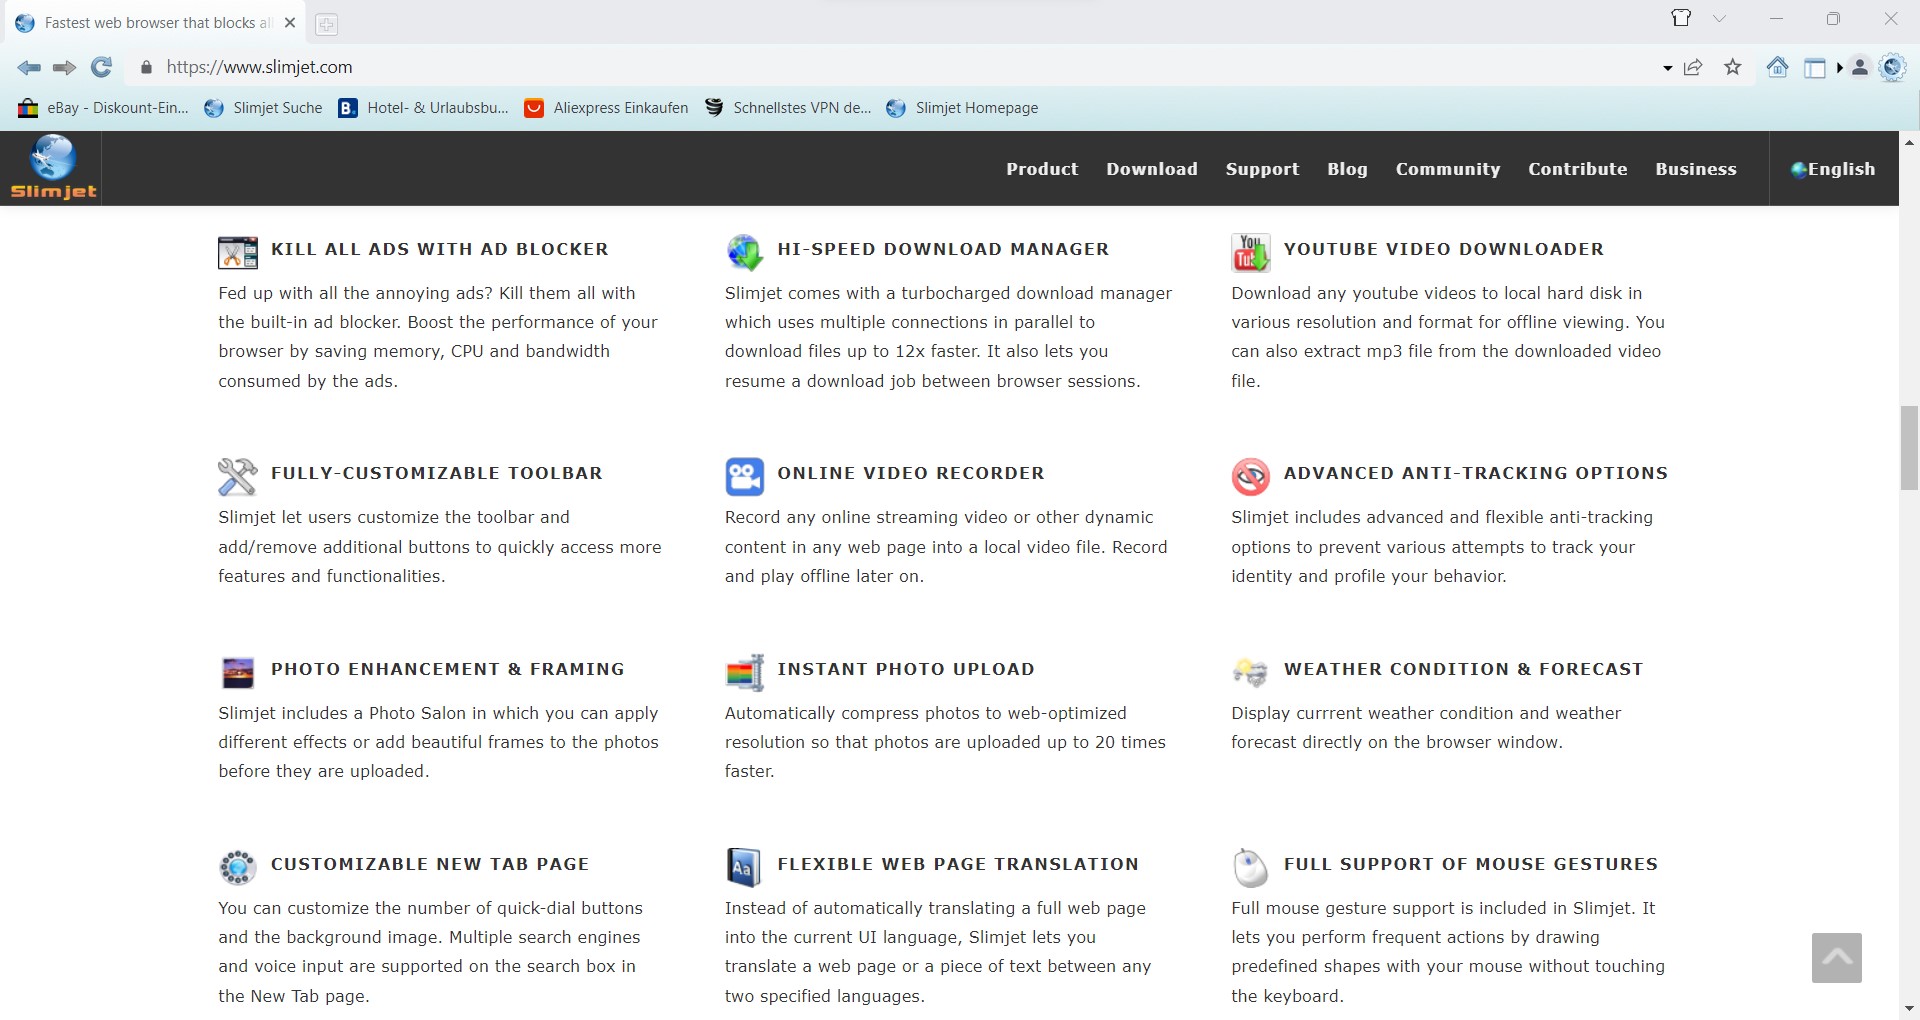 Fastest web browser that blocks al
https://www.slimjet.com
eBay - Diskount-Ein...
Slimjet Suche
B.
Hotel- & Urlaubsbu...
Aliexpress Einkaufen
Schnellstes VPN de...
Slimjet Homepage
Slimjet
Product
Download
Support
Blog
Community
Contribute
Business
English
KILL ALL ADS WITH AD BLOCKER
Fed up with all the annoying ads? Kill them all with
the built-in ad blocker. Boost the performance of your
browser by saving memory, CPU and bandwidth
consumed by the ads.
HI-SPEED DOWNLOAD MANAGER
Slimjet comes with a turbocharged download manager
which uses multiple connections in parallel to
download files up to 12x faster. It also lets you
resume a download job between browser sessions.
You
Tu
YOUTUBE VIDEO DOWNLOADER
Download any youtube videos to local hard disk in
various resolution and format for offline viewing. You
can also extract mp3 file from the downloaded video
file.
FULLY-CUSTOMIZABLE TOOLBAR
Slimjet let users customize the toolbar and
add/remove additional buttons to quickly access more
features and functionalities.
ONLINE VIDEO RECORDER
Record any online streaming video or other dynamic
content in any web page into a local video file. Record
and play offline later on.
ADVANCED ANTI-TRACKING OPTIONS
Slimjet includes advanced and flexible anti-tracking
options to prevent various attempts to track your
identity and profile your behavior.
PHOTO ENHANCEMENT & FRAMING
Slimjet includes a Photo Salon in which you can apply
different effects or add beautiful frames to the photos
before they are uploaded.
INSTANT PHOTO UPLOAD
Automatically compress photos to web-optimized
resolution so that photos are uploaded up to 20 times
faster.
WEATHER CONDITION & FORECAST
Display currrent weather condition and weather
forecast directly on the browser window.
CUSTOMIZABLE NEW TAB PAGE
You can customize the number of quick-dial buttons
and the background image. Multiple search engines
and voice input are supported on the search box in
the New Tab page.
Aa
FLEXIBLE WEB PAGE TRANSLATION
Instead of automatically translating a full web page
into the current UI language, Slimjet lets you
translate a web page or a piece of text between any
two specified languages.
FULL SUPPORT OF MOUSE GESTURES
Full mouse gesture support is included in Slimjet. It
lets you perform frequent actions by drawing
predefined shapes with your mouse without touching
the keyboard.